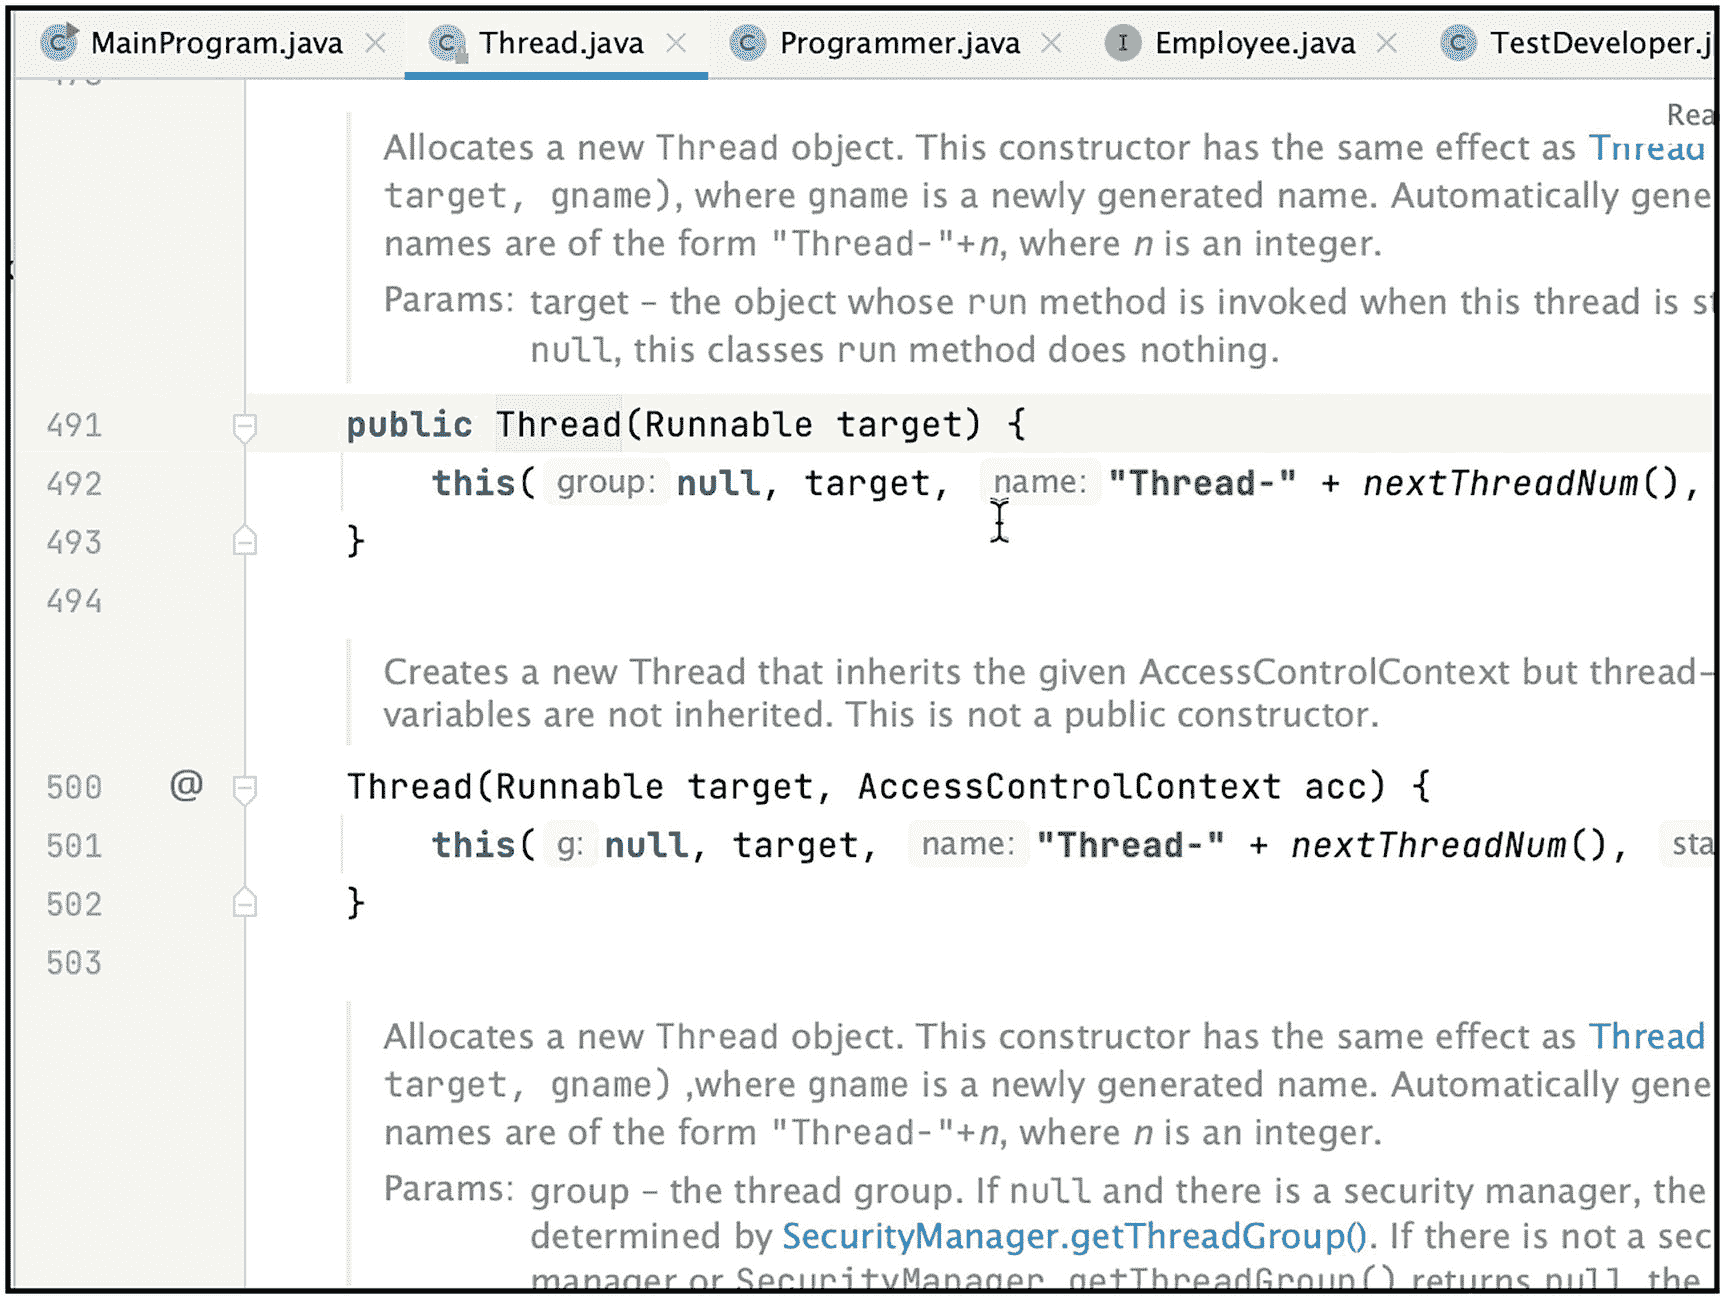 MainProgram.java Thread.java Programmer.java Employee.java TestDeveloper.j
Rea
Allocates a new Thread object. This constructor has the same effect as Thread
target, gname), where gname is a newly generated name. Automatically gene
names are of the form "Thread-"+n, where n is an integer.
Params: target – the object whose run method is invoked when this thread is st
null, this classes run method does nothing.
491 public Thread(Runnable target) {
492 this( group: null, target, name: "Thread-" + nextThreadNum(),
493 }
494
Creates a new Thread that inherits the given AccessControlContext but thread-
variables are not inherited. This is not a public constructor.
500 @ Thread(Runnable target, AccessControlContext acc) {
501 this( g: null, target, name: "Thread-" + nextThreadNum(), sta
502 }
503
Allocates a new Thread object. This constructor has the same effect as Thread
target, gname) ,where gname is a newly generated name. Automatically gene
names are of the form "Thread-"+n, where n is an integer.
Params: group – the thread group. If null and there is a security manager, the
determined by SecurityManager.getThreadGroup(). If there is not a sec
manager or SecurityManager.getThreadGroup() returns null, the